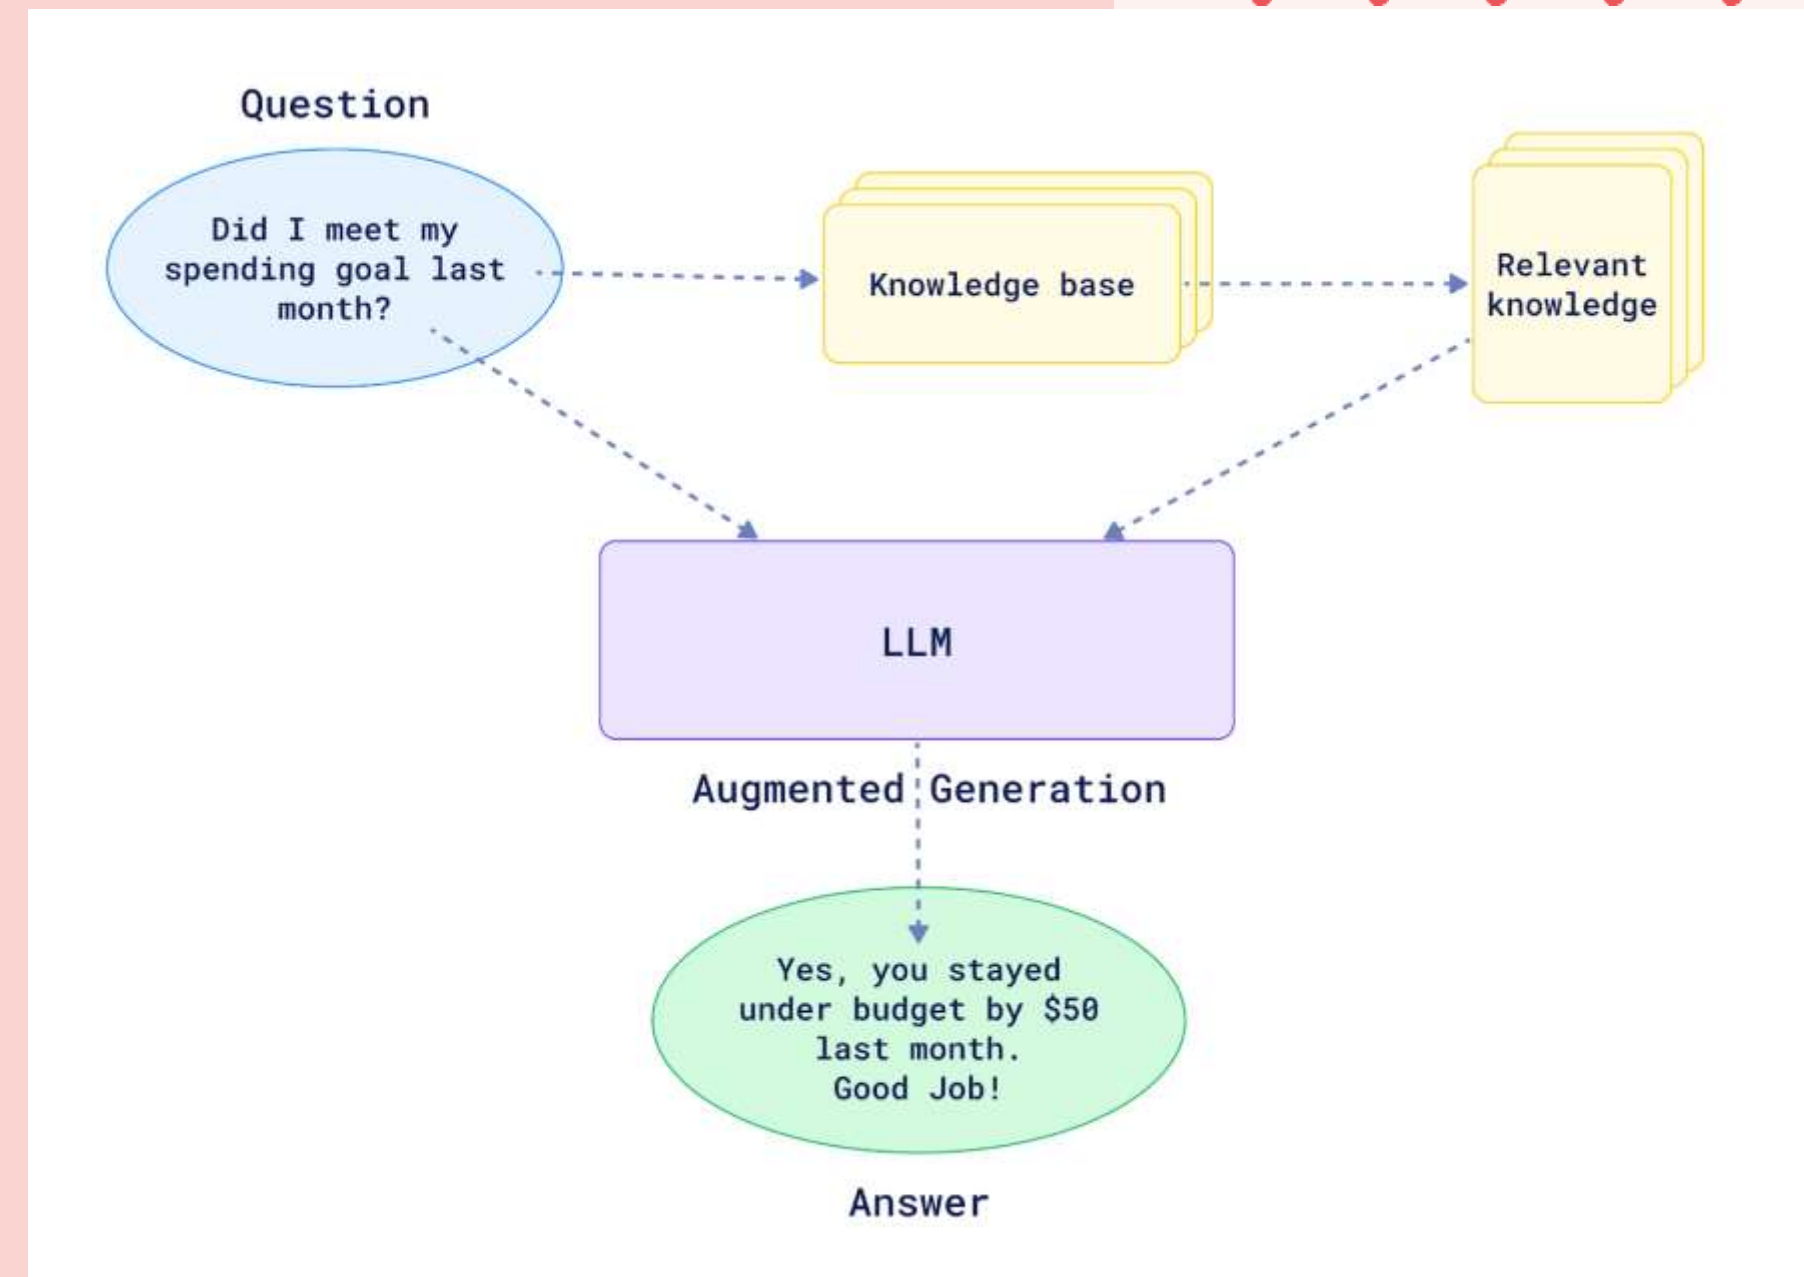 Question
Did I meet my
spending goal last
month?
Knowledge base
Relevant
knowledge
LLM
Augmented Generation
Yes, you stayed
under budget by $50
last month.
Good Job!
Answer